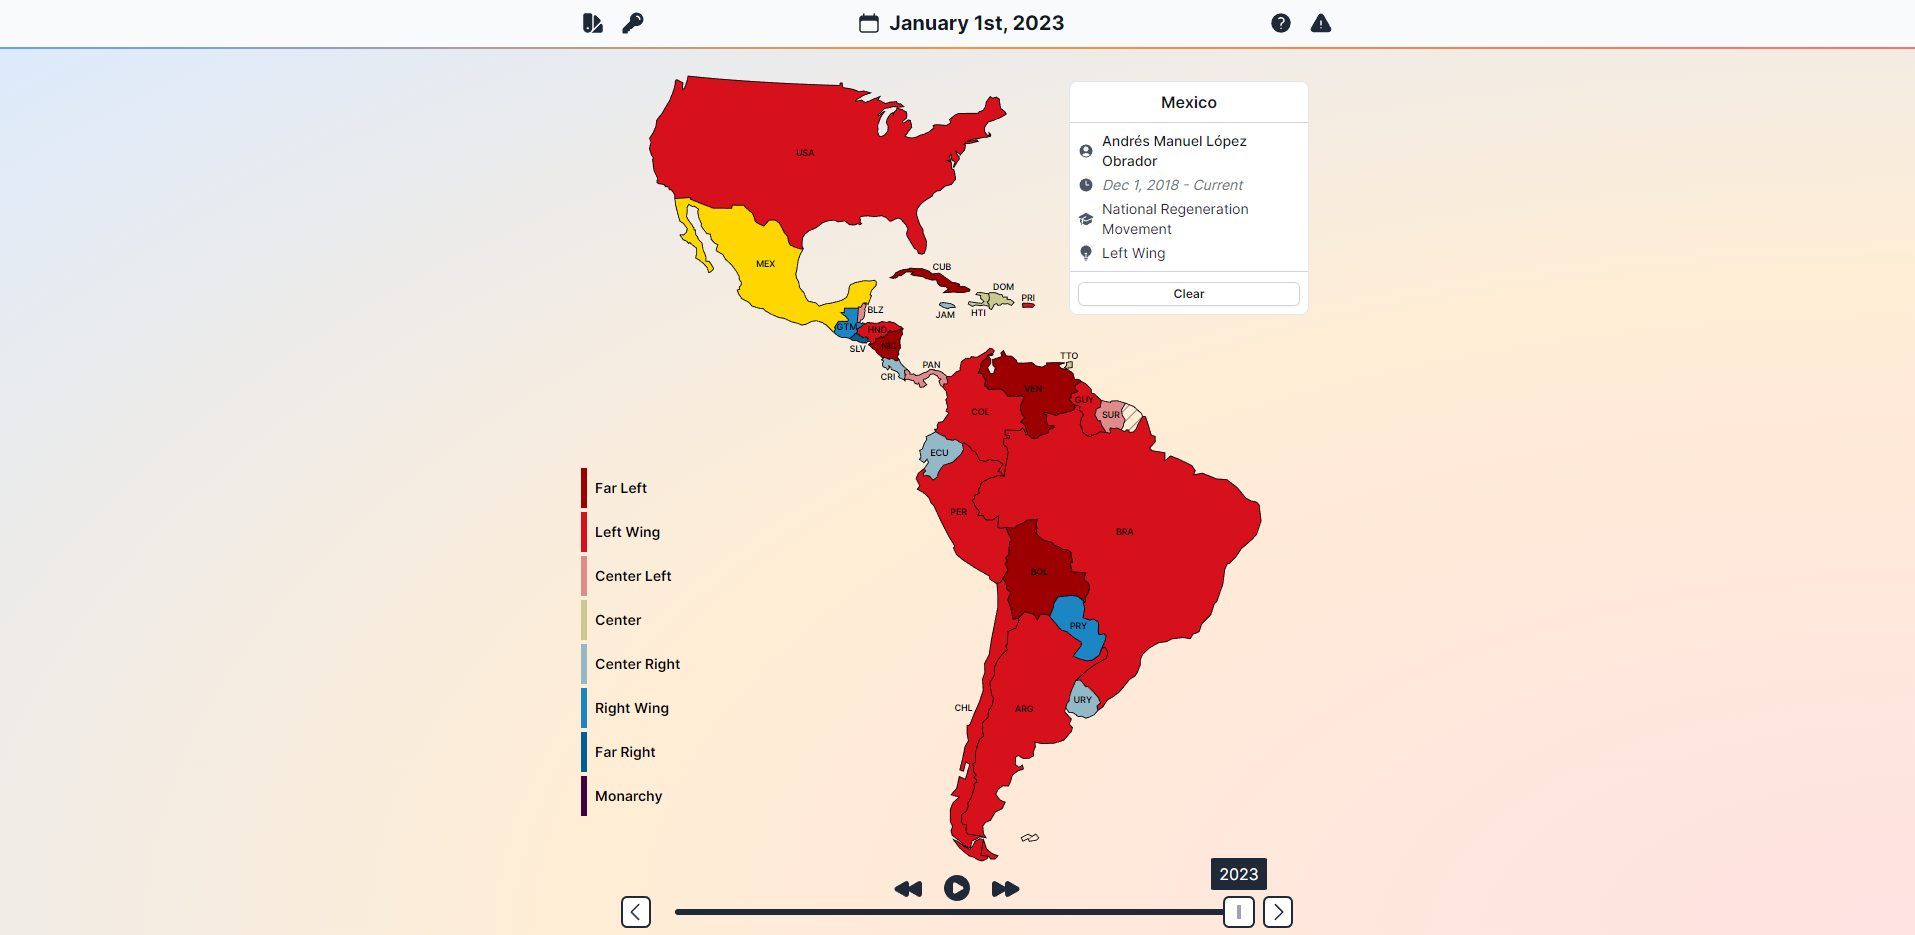 January 1st, 2023
Mexico
Andrés Manuel López
Obrador
Dec 1, 2018 - Current
National Regeneration
Movement
Left Wing
Clear
USA
MEX
CUB
DOM
PRI
JAM
HTI
BLZ
GTM
HND
SLV
NIC
CRI
PAN
TTO
VEN
GUY
SUR
COL
ECU
PER
BRA
BOL
PRY
URY
CHL
ARG
Far Left
Left Wing
Center Left
Center
Center Right
Right Wing
Far Right
Monarchy
2023